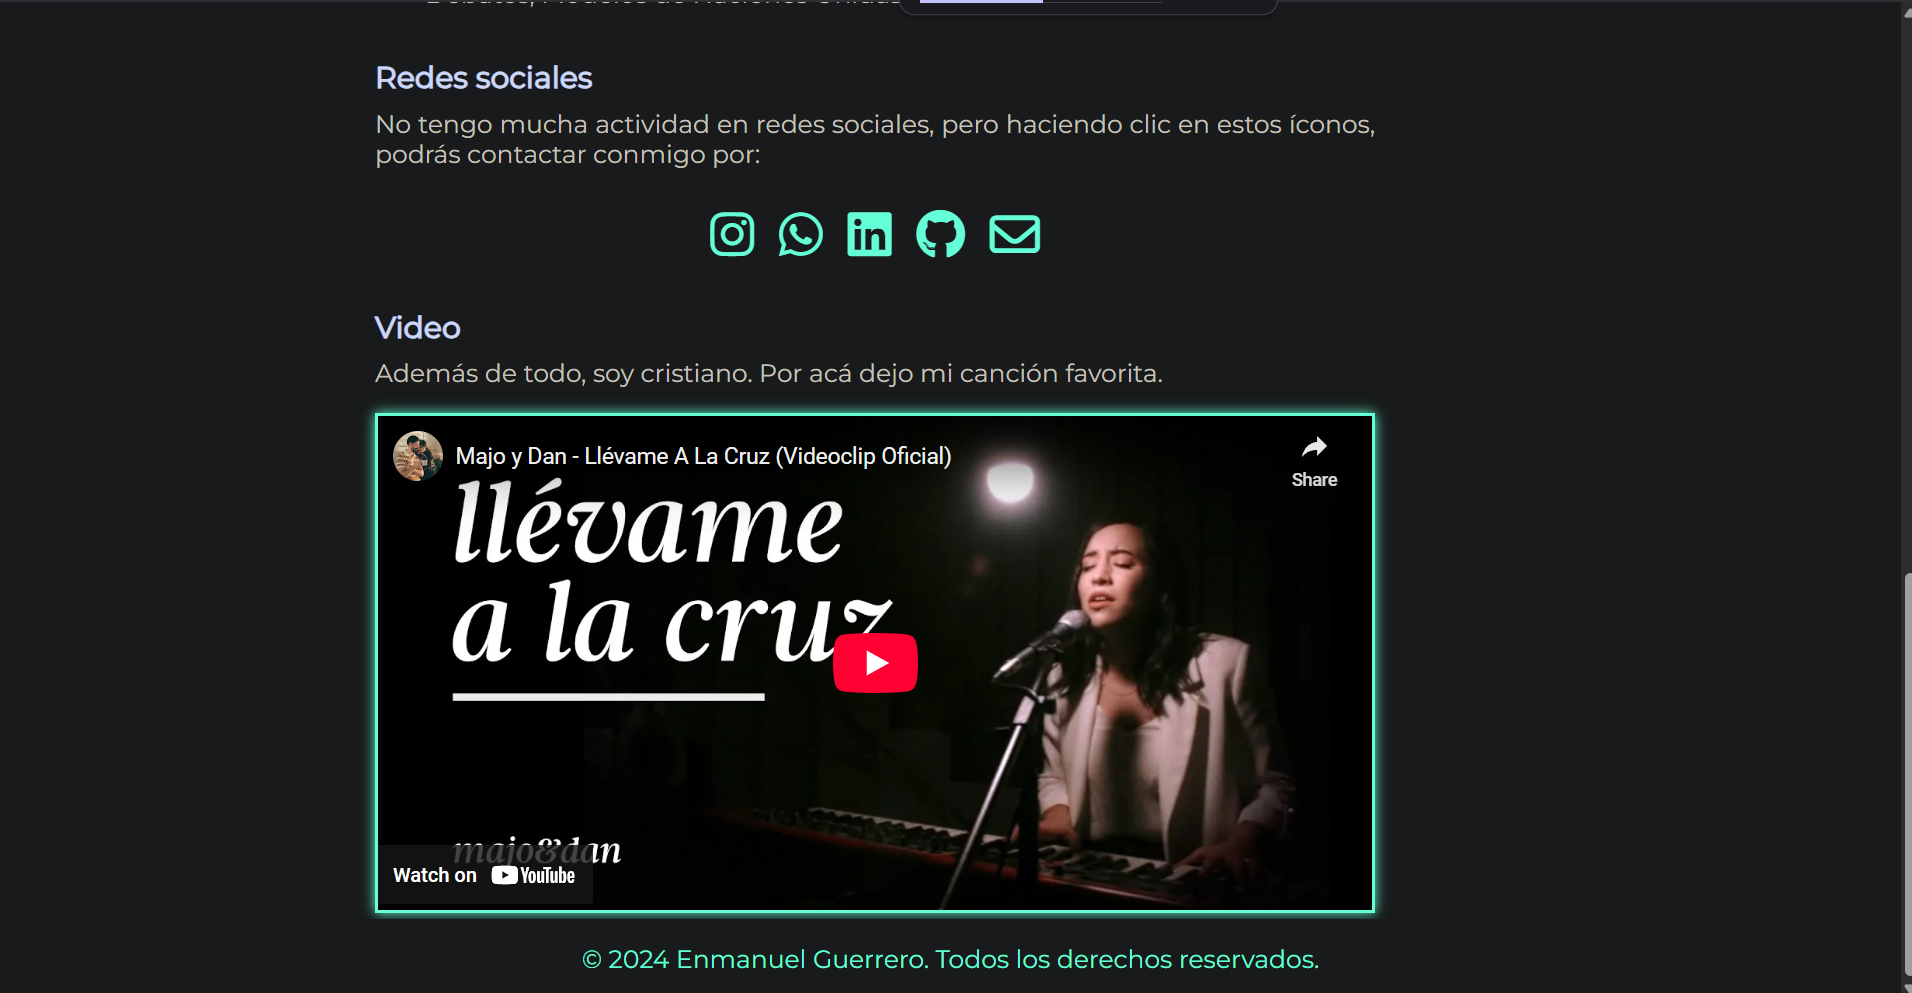 Redes sociales
No tengo mucha actividad en redes sociales, pero haciendo clic en estos íconos,
podrás contactar conmigo por:
in
Video
Además de todo, soy cristiano. Por acá dejo mi canción favorita.
Majo y Dan - Llévame A La Cruz (Videoclip Oficial)
Share
llévame
a la cruz
majo&dan
Watch on YouTube
© 2024 Enmanuel Guerrero. Todos los derechos reservados.